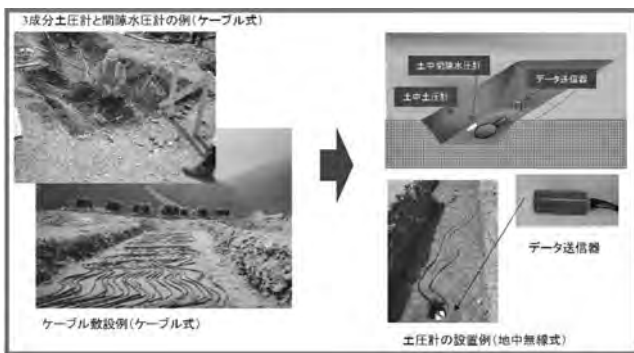 3成分土圧計と間隙水圧計の例(ケーブル式)
ケーブル敷設例(ケーブル式)
土中間隙水圧計
データ送信器
土中土圧計
データ送信器
土圧計の設置例(地中無線式)